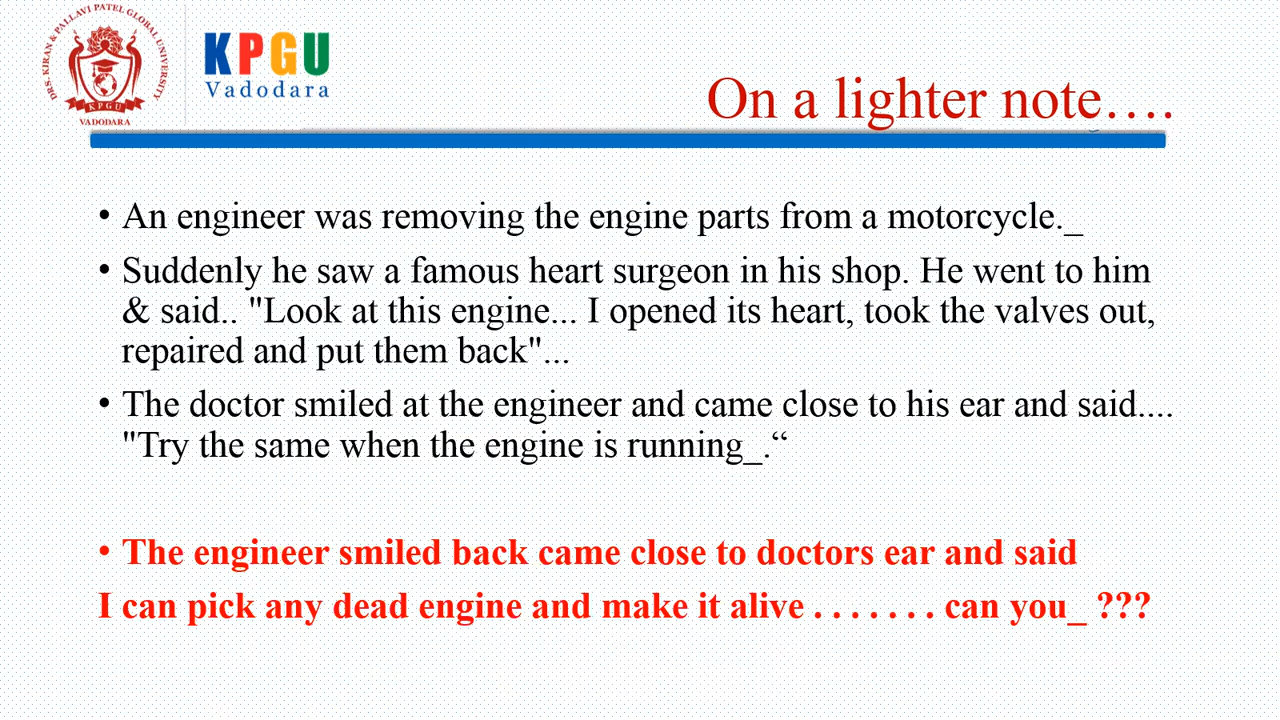 DRS. KIRAN & PALLAVI PATEL GLOBAL UNIVERSITY
KPGU
VADODARA
KPGU
Vadodara
On a lighter note….
• An engineer was removing the engine parts from a motorcycle._
• Suddenly he saw a famous heart surgeon in his shop. He went to him
& said.. "Look at this engine... I opened its heart, took the valves out,
repaired and put them back"...
• The doctor smiled at the engineer and came close to his ear and said....
"Try the same when the engine is running_.“
• The engineer smiled back came close to doctors ear and said
I can pick any dead engine and make it alive . . . . . . . can you_ ???